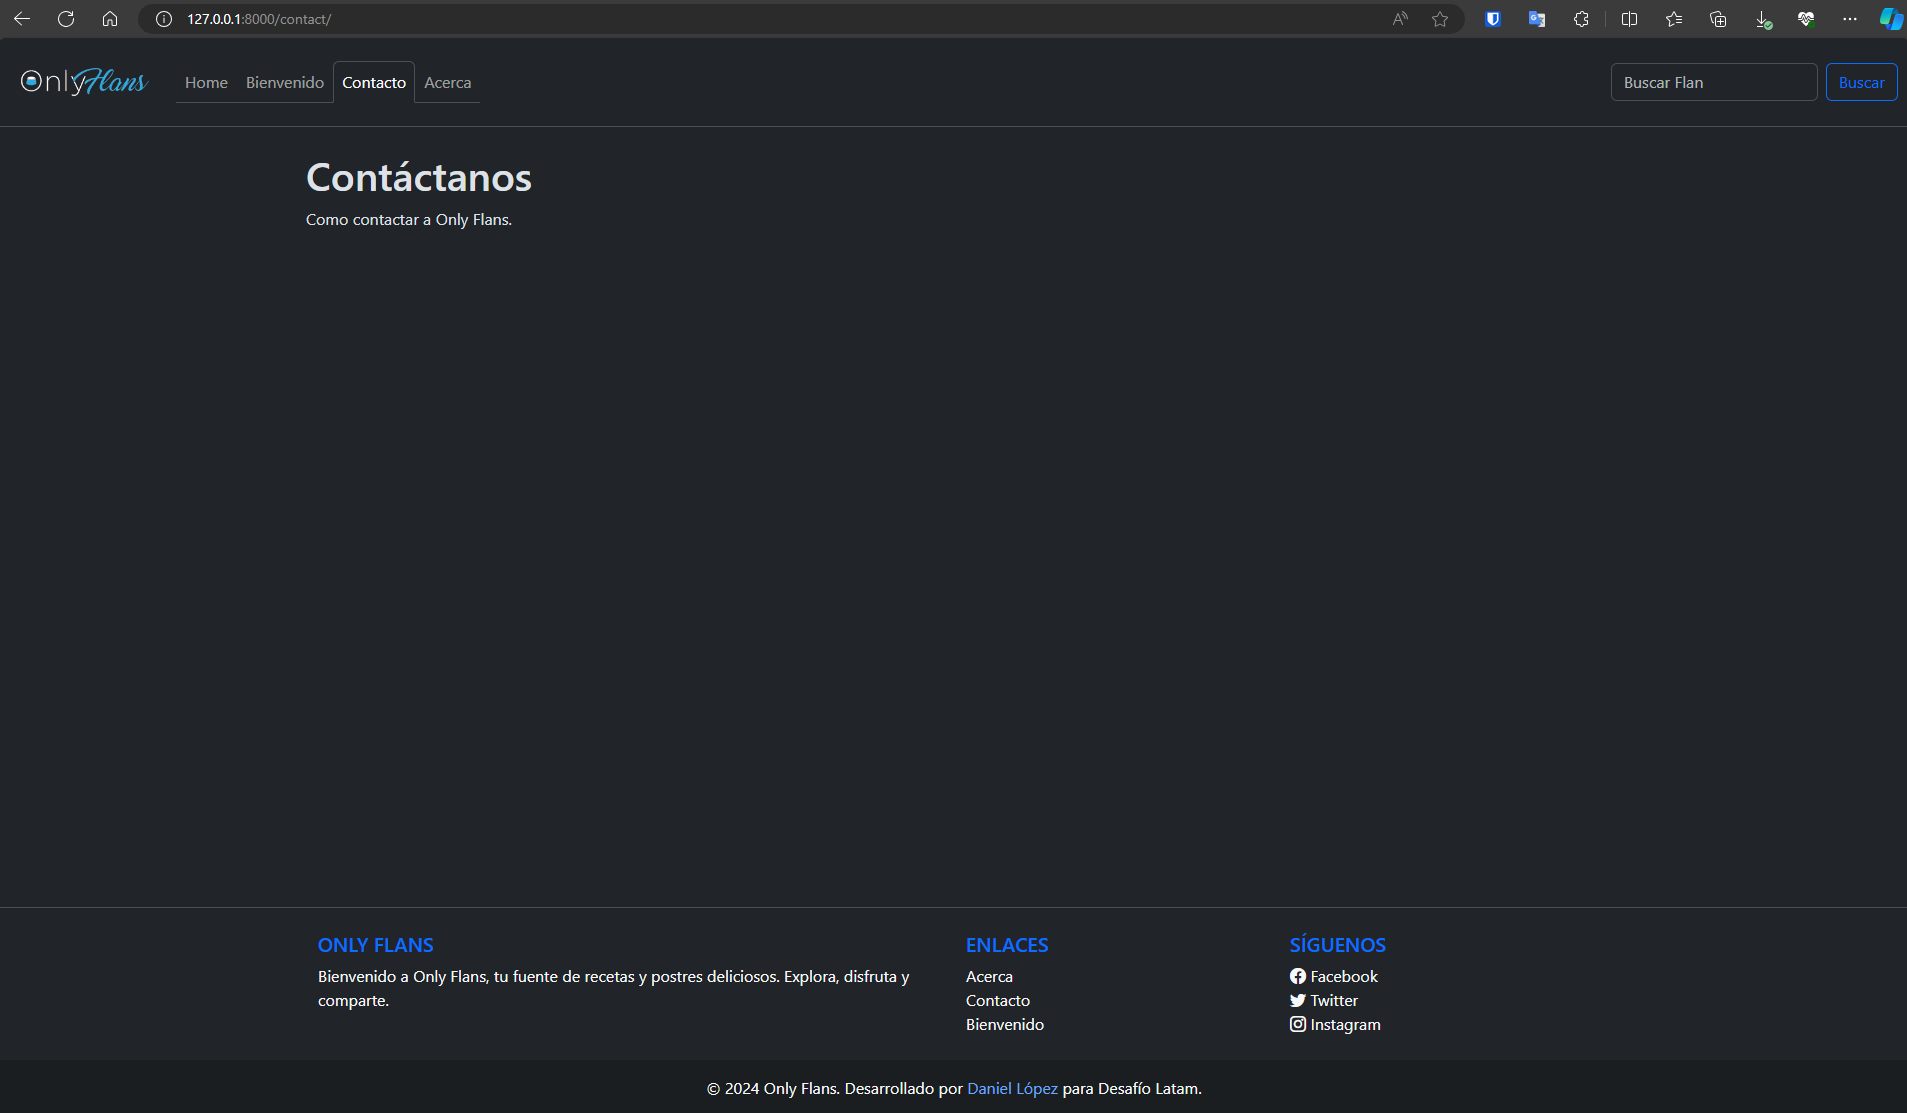 127.0.0.1:8000/contact/
OnlyFlans
Home Bienvenido Contacto Acerca
Buscar Flan Buscar
Contáctanos
Como contactar a Only Flans.
ONLY FLANS
Bienvenido a Only Flans, tu fuente de recetas y postres deliciosos. Explora, disfruta y
comparte.
ENLACES
Acerca
Contacto
Bienvenido
SÍGUENOS
Facebook
Twitter
Instagram
© 2024 Only Flans. Desarrollado por Daniel López para Desafío Latam.